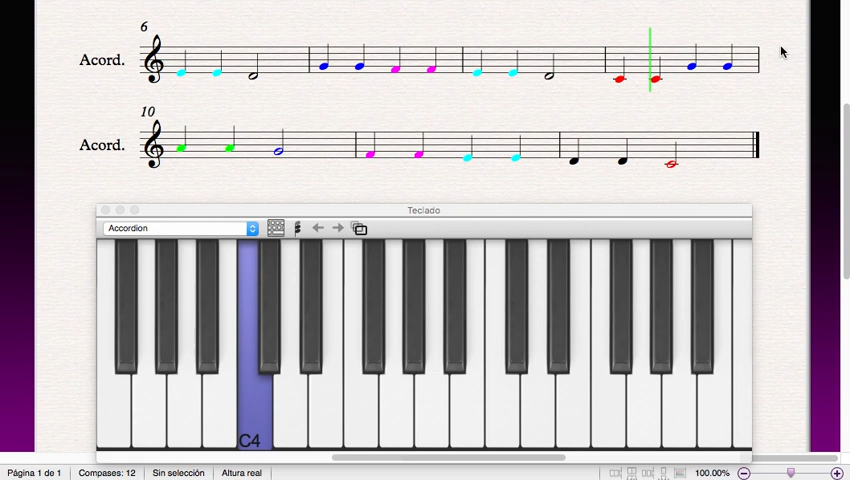 6
Acord.
10
Acord.
Teclado
Accordion
C4
Página 1 de 1 Compases: 12 Sin selección Altura real 100.00%